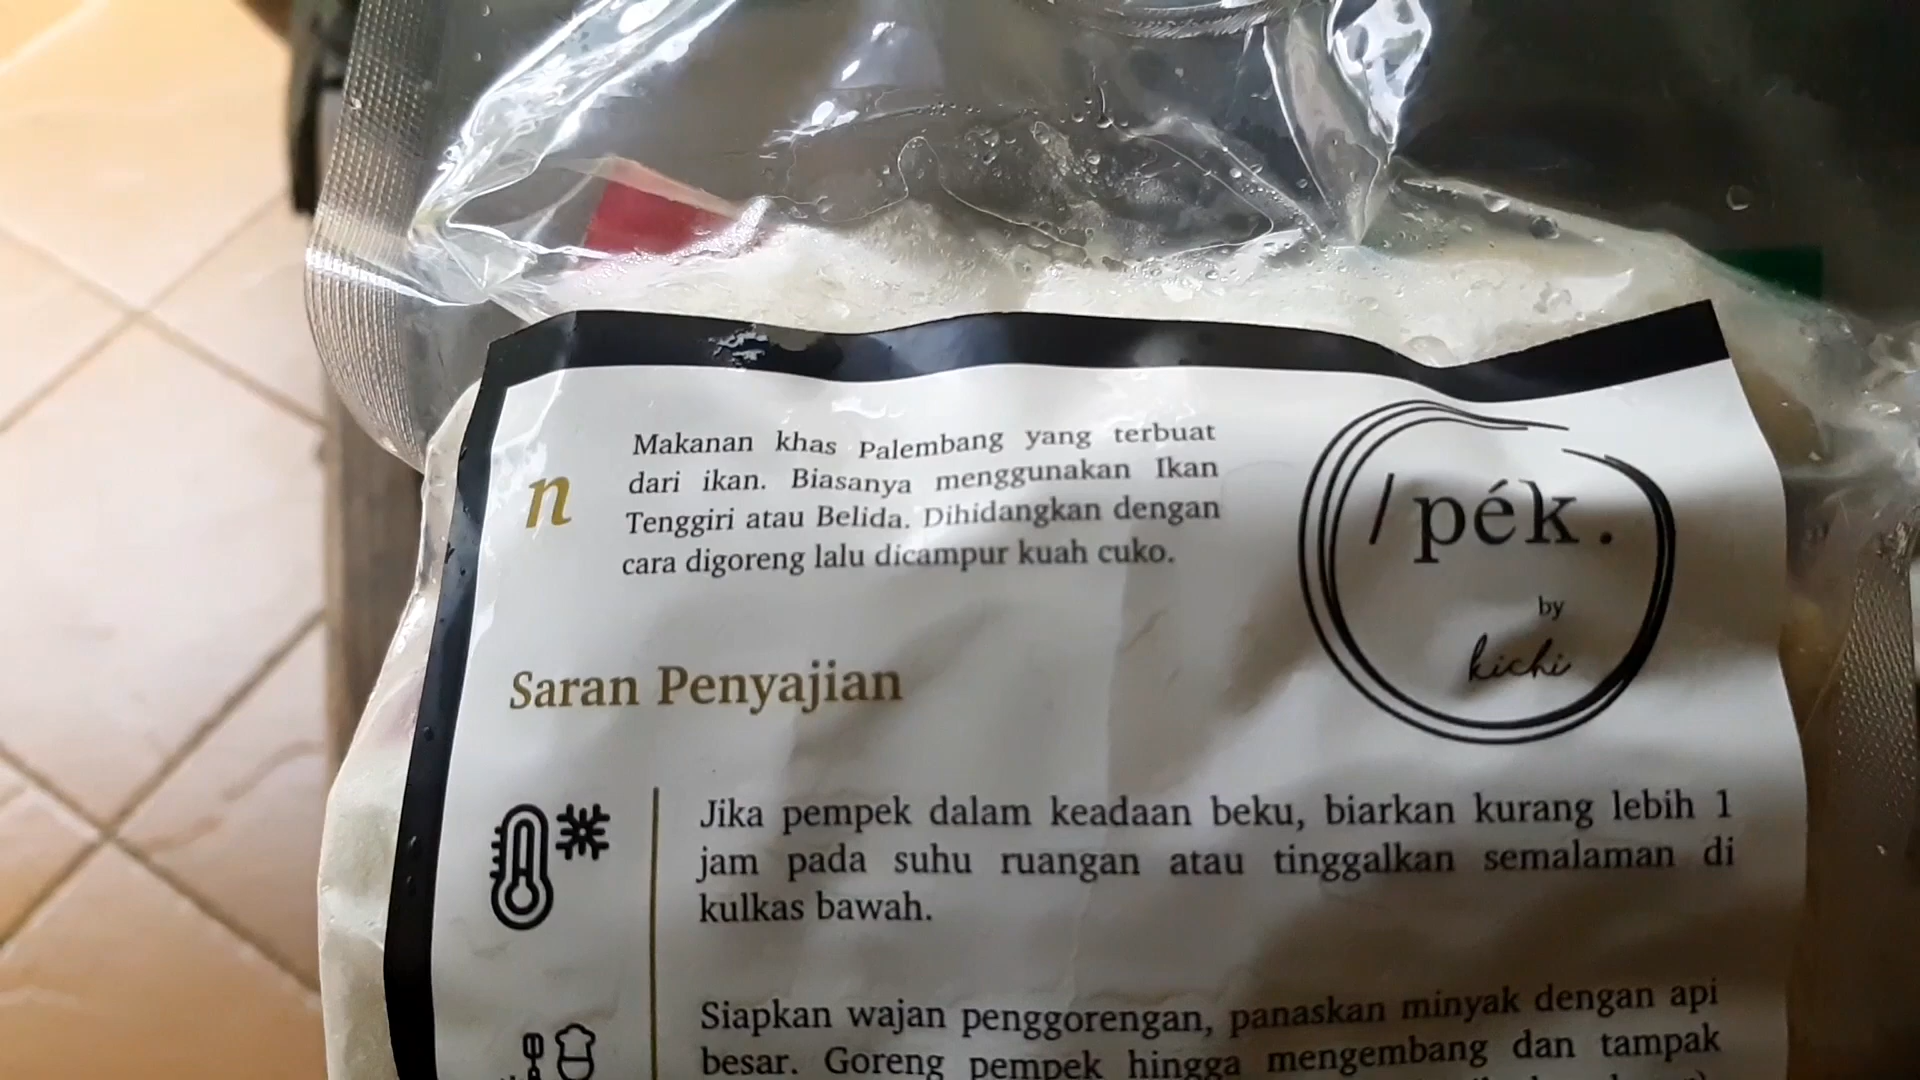 n
Makanan khas Palembang yang terbuat
dari ikan. Biasanya menggunakan Ikan
Tenggiri atau Belida. Dihidangkan dengan
cara digoreng lalu dicampur kuah cuko.
/pék.
by
kichi
Saran Penyajian
Jika pempek dalam keadaan beku, biarkan kurang lebih 1
jam pada suhu ruangan atau tinggalkan semalaman di
kulkas bawah.
Siapkan wajan penggorengan, panaskan minyak dengan api
besar. Goreng pempek hingga mengembang dan tampak